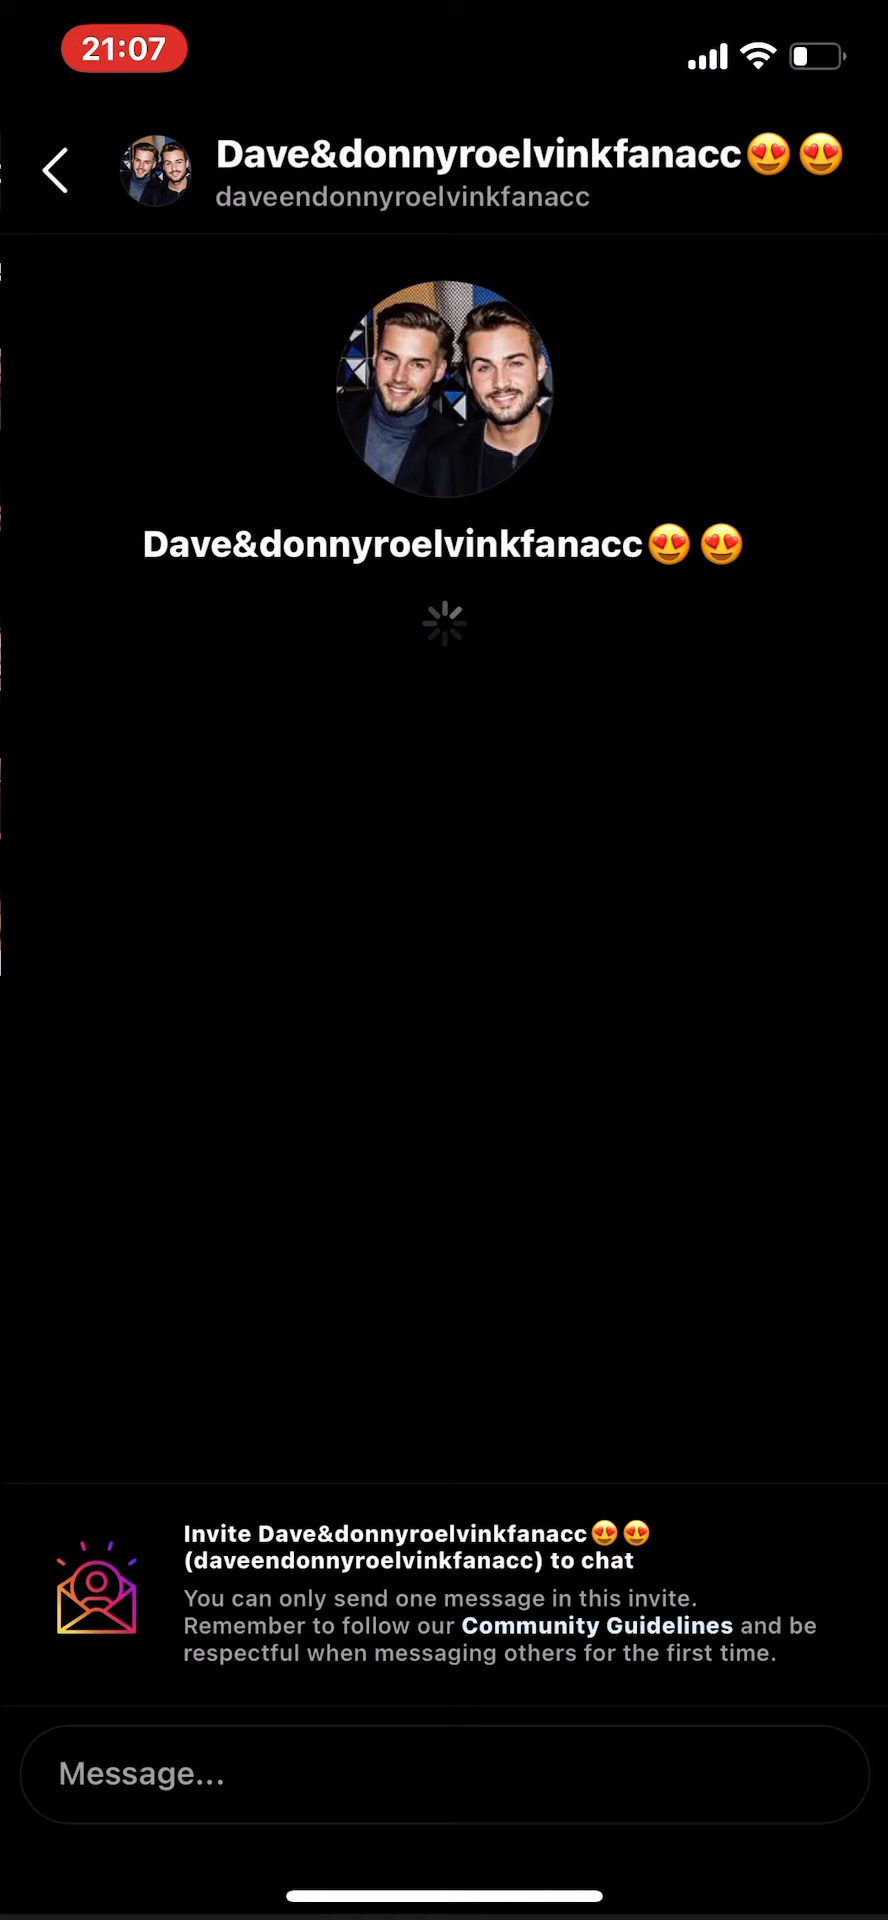 21:07
Dave&donnyroelvinkfanacc😍😍
daveendonnyroelvinkfanacc
Dave&donnyroelvinkfanacc😍😍
Invite Dave&donnyroelvinkfanacc😍😍
(daveendonnyroelvinkfanacc) to chat
You can only send one message in this invite.
Remember to follow our Community Guidelines and be
respectful when messaging others for the first time.
Message...